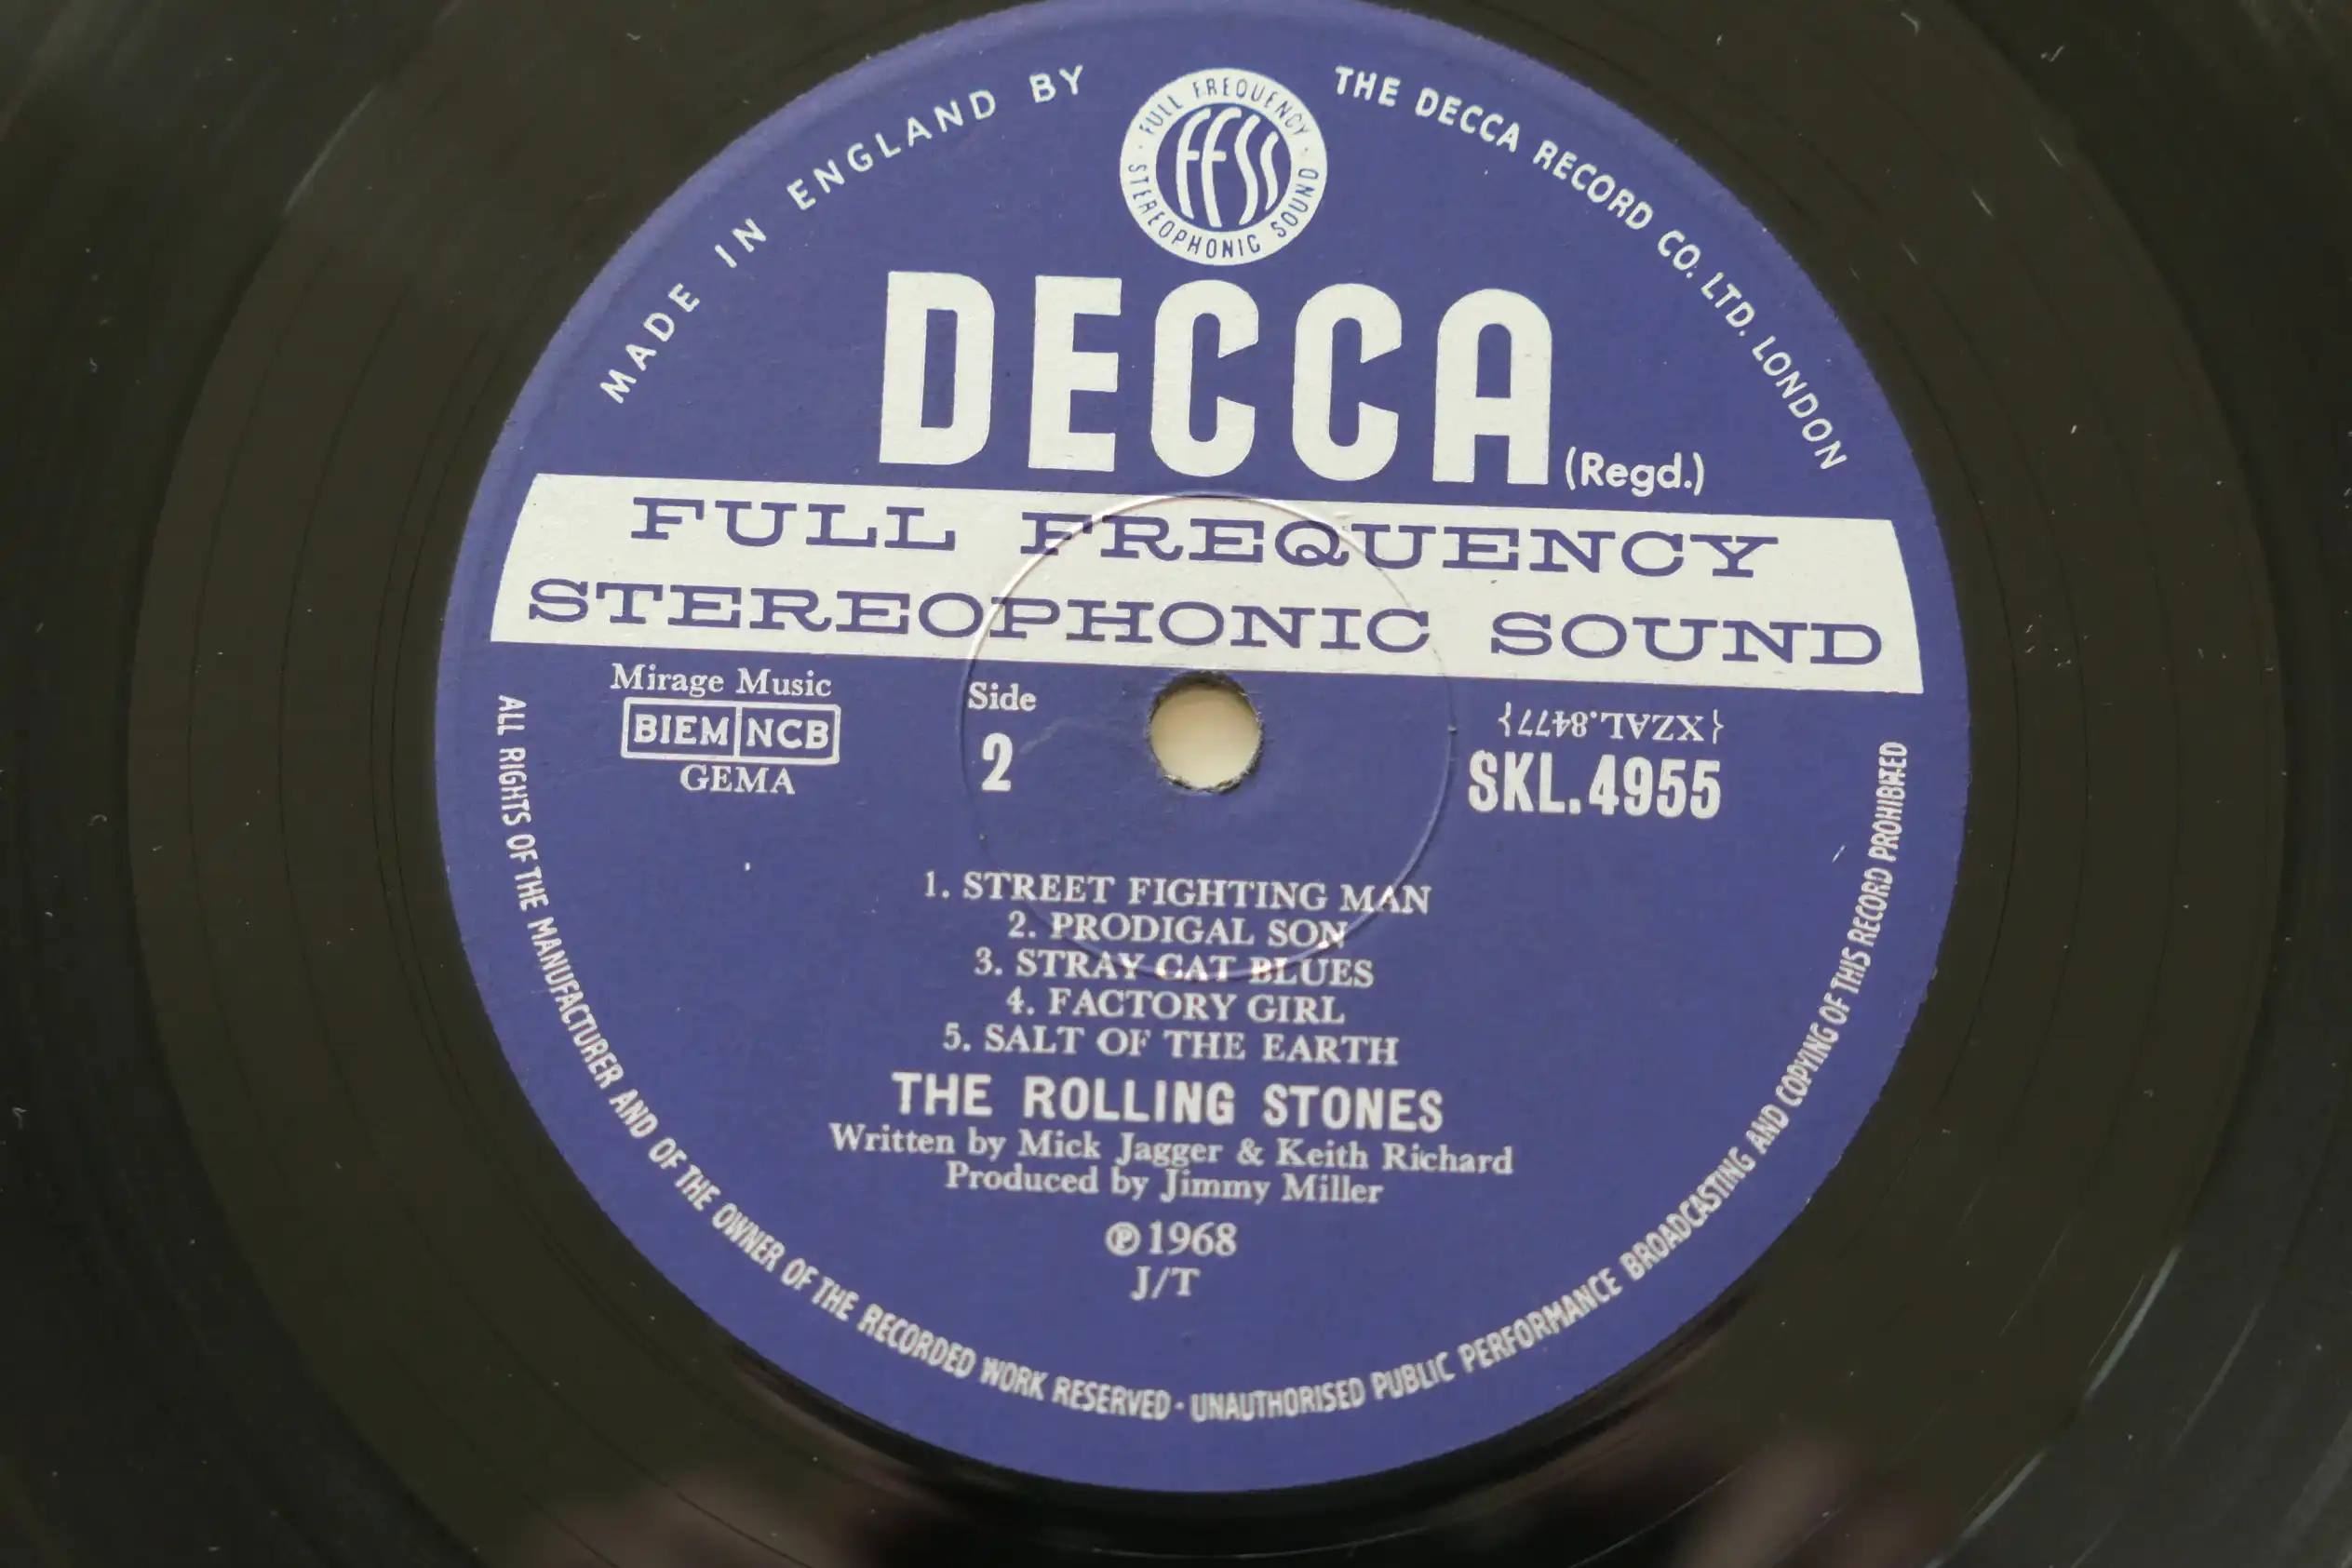 MADE IN ENGLAND BY
THE DECCA RECORD CO. LTD. LONDON
· FULL FREQUENCY ·
FFSS
STEREOPHONIC SOUND
DECCA (Regd.)
FULL FREQUENCY
STEREOPHONIC SOUND
Mirage Music
BIEM NCB
GEMA
Side
2
{XZAL.8477}
SKL.4955
1. STREET FIGHTING MAN
2. PRODIGAL SON
3. STRAY CAT BLUES
4. FACTORY GIRL
5. SALT OF THE EARTH
THE ROLLING STONES
Written by Mick Jagger & Keith Richard
Produced by Jimmy Miller
℗ 1968
J/T
ALL RIGHTS OF THE MANUFACTURER AND OF THE OWNER OF THE RECORDED WORK RESERVED · UNAUTHORISED PUBLIC PERFORMANCE BROADCASTING AND COPYING OF THIS RECORD PROHIBITED